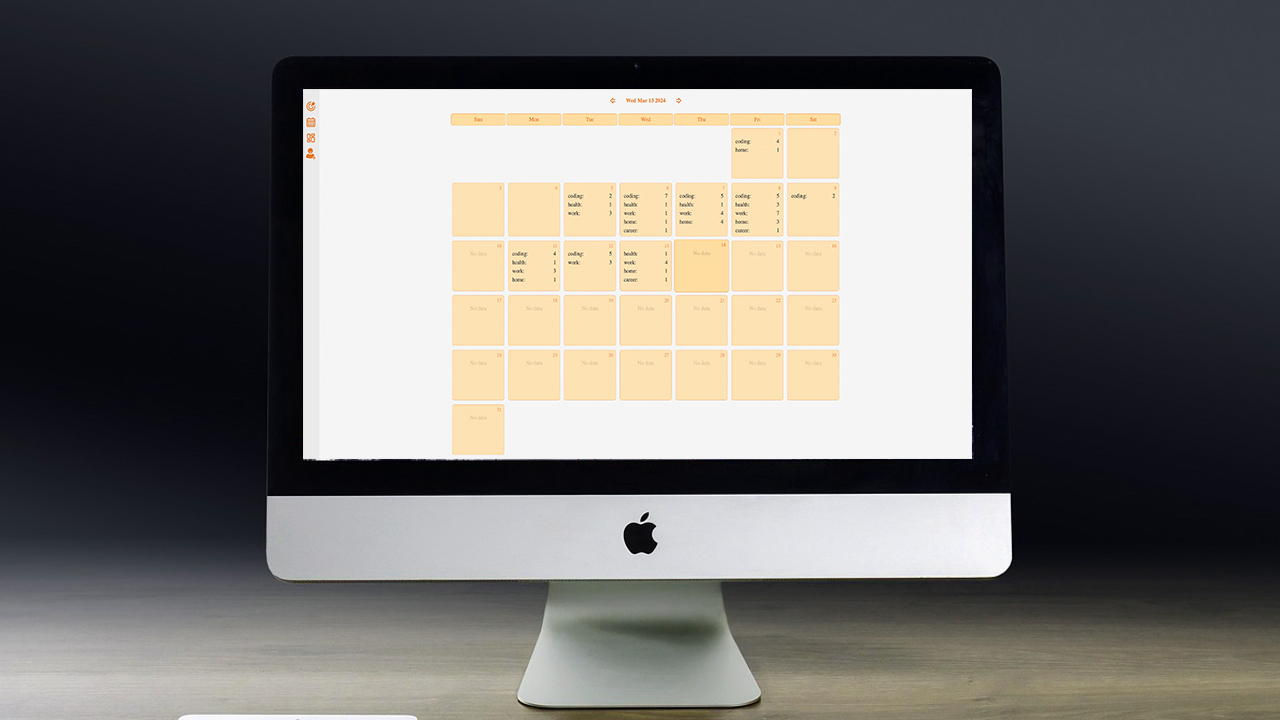 Wed Mar 13 2024
Sun Mon Tue Wed Thu Fri Sat
1 2
coding: 4
home: 1
3 4 5 6 7 8 9
coding: 2 coding: 7 coding: 5 coding: 5 coding: 2
health: 1 health: 1 health: 1 health: 3
work: 3 work: 1 work: 4 work: 7
home: 1 home: 4 home: 3
career: 1 career: 1
10 11 12 13 14 15 16
No data coding: 4 coding: 5 health: 1 No data No data No data
health: 1 work: 3 work: 4
work: 3 home: 1
home: 1 career: 1
17 18 19 20 21 22 23
No data No data No data No data No data No data No data
24 25 26 27 28 29 30
No data No data No data No data No data No data No data
31
No data